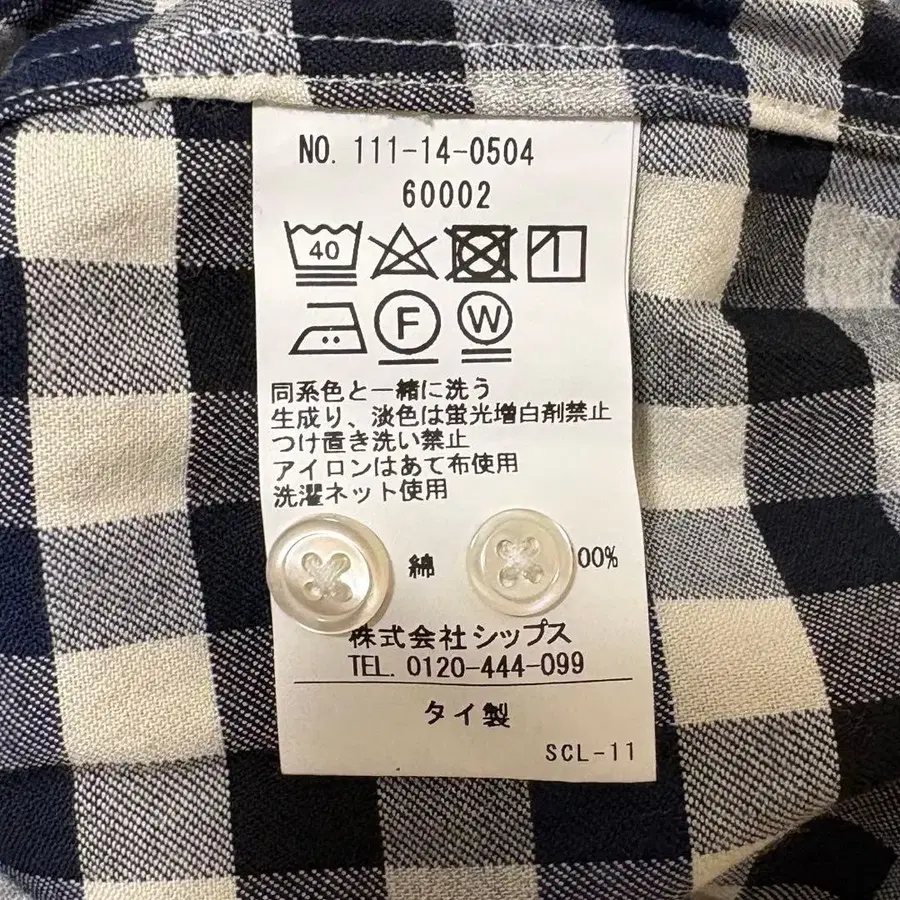 NO. 111-14-0504
60002
40
F W
同系色と一緒に洗う
生成り、淡色は蛍光増白剤禁止
つけ置き洗い禁止
アイロンはあて布使用
洗濯ネット使用
綿 00%
株式会社シップス
TEL. 0120-444-099
タイ製
SCL-11